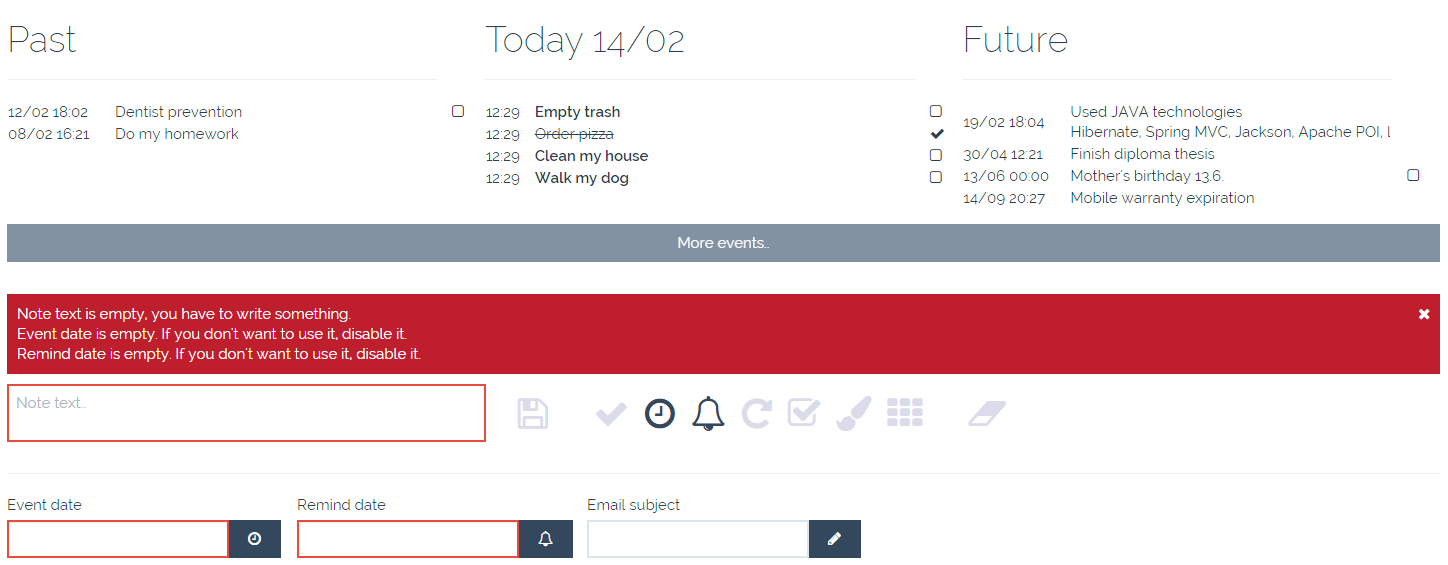 Past
12/02 18:02 Dentist prevention
08/02 16:21 Do my homework
Today 14/02
12:29 Empty trash
12:29 Order pizza
12:29 Clean my house
12:29 Walk my dog
Future
19/02 18:04 Used JAVA technologies
Hibernate, Spring MVC, Jackson, Apache POI,
30/04 12:21 Finish diploma thesis
13/06 00:00 Mother's birthday 13.6.
14/09 20:27 Mobile warranty expiration
More events..
Note text is empty, you have to write something.
Event date is empty. If you don't want to use it, disable it.
Remind date is empty. If you don't want to use it, disable it.
Note text..
Event date
Remind date
Email subject